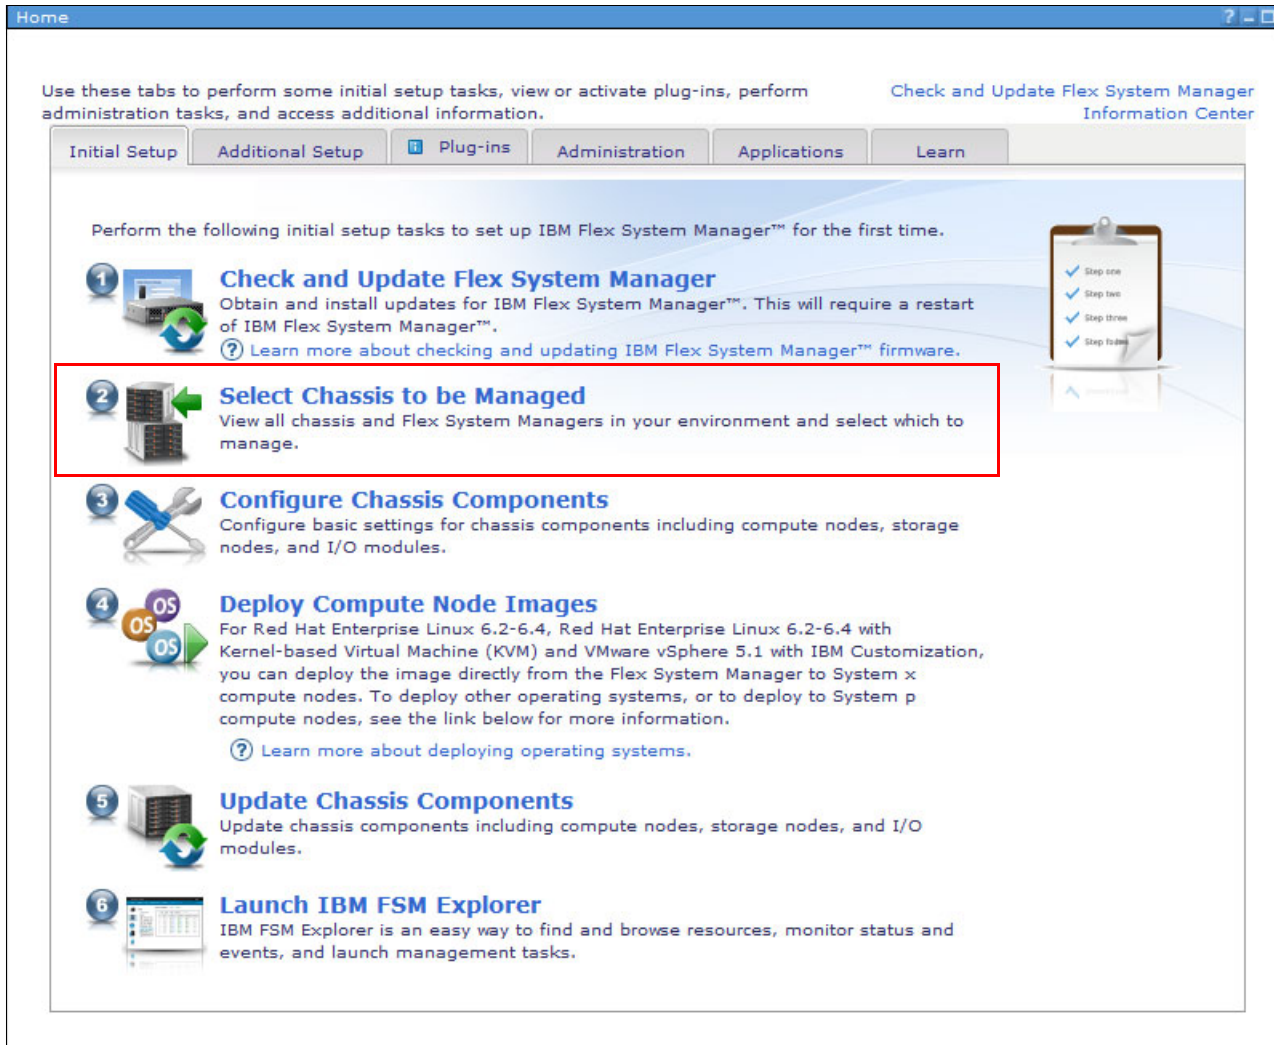 Home
?
Use these tabs to perform some initial setup tasks, view or activate plug-ins, perform
administration tasks, and access additional information.
Check and Update Flex System Manager
Information Center
Initial Setup
Additional Setup
Plug-ins
Administration
Applications
Learn
Perform the following initial setup tasks to set up IBM Flex System Manager™ for the first time.
Step one
Step two
Step three
Step
1
Check and Update Flex System Manager
Obtain and install updates for IBM Flex System Manager™. This will require a restart
of IBM Flex System Manager™.
? Learn more about checking and updating IBM Flex System Manager™ firmware.
2
Select Chassis to be Managed
View all chassis and Flex System Managers in your environment and select which to
manage.
3
Configure Chassis Components
Configure basic settings for chassis components including compute nodes, storage
nodes, and I/O modules.
4
OS
OS
OS
Deploy Compute Node Images
For Red Hat Enterprise Linux 6.2-6.4, Red Hat Enterprise Linux 6.2-6.4 with
Kernel-based Virtual Machine (KVM) and VMware vSphere 5.1 with IBM Customization,
you can deploy the image directly from the Flex System Manager to System x
compute nodes. To deploy other operating systems, or to deploy to System p
compute nodes, see the link below for more information.
? Learn more about deploying operating systems.
5
Update Chassis Components
Update chassis components including compute nodes, storage nodes, and I/O
modules.
6
Launch IBM FSM Explorer
IBM FSM Explorer is an easy way to find and browse resources, monitor status and
events, and launch management tasks.